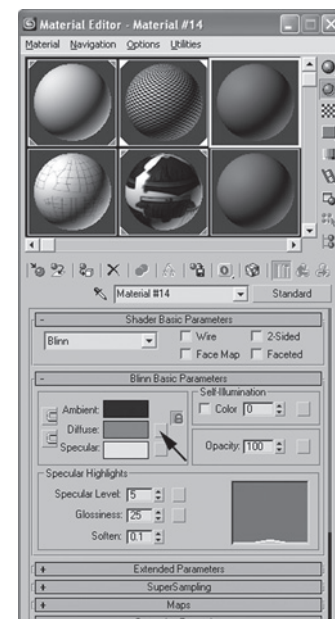 Material Editor - Material #14
Material Navigation Options Utilities
Material #14 Standard
- Shader Basic Parameters
Blinn Wire 2-Sided
Face Map Faceted
- Blinn Basic Parameters
Self-Illumination
Ambient: Color 0
Diffuse:
Specular: Opacity: 100
Specular Highlights
Specular Level: 5
Glossiness: 25
Soften: 0.1
+ Extended Parameters
+ SuperSampling
+ Maps